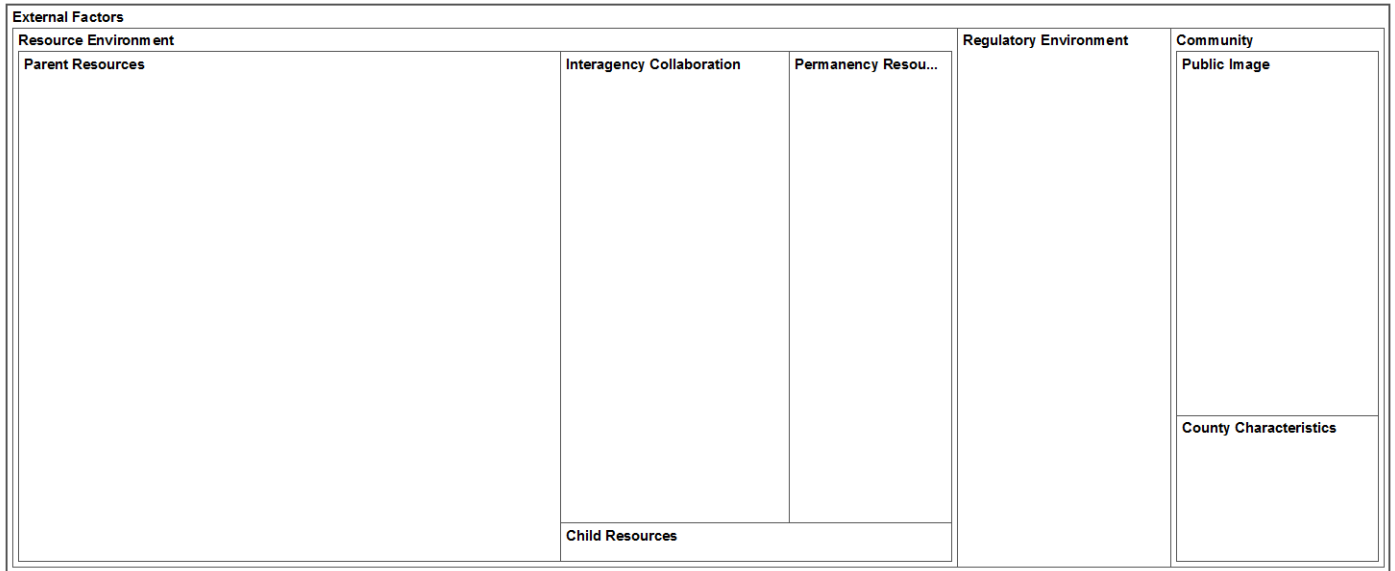 External Factors
Resource Environment
Regulatory Environment
Community
Parent Resources
Interagency Collaboration
Permanency Resou...
Public Image
County Characteristics
Child Resources